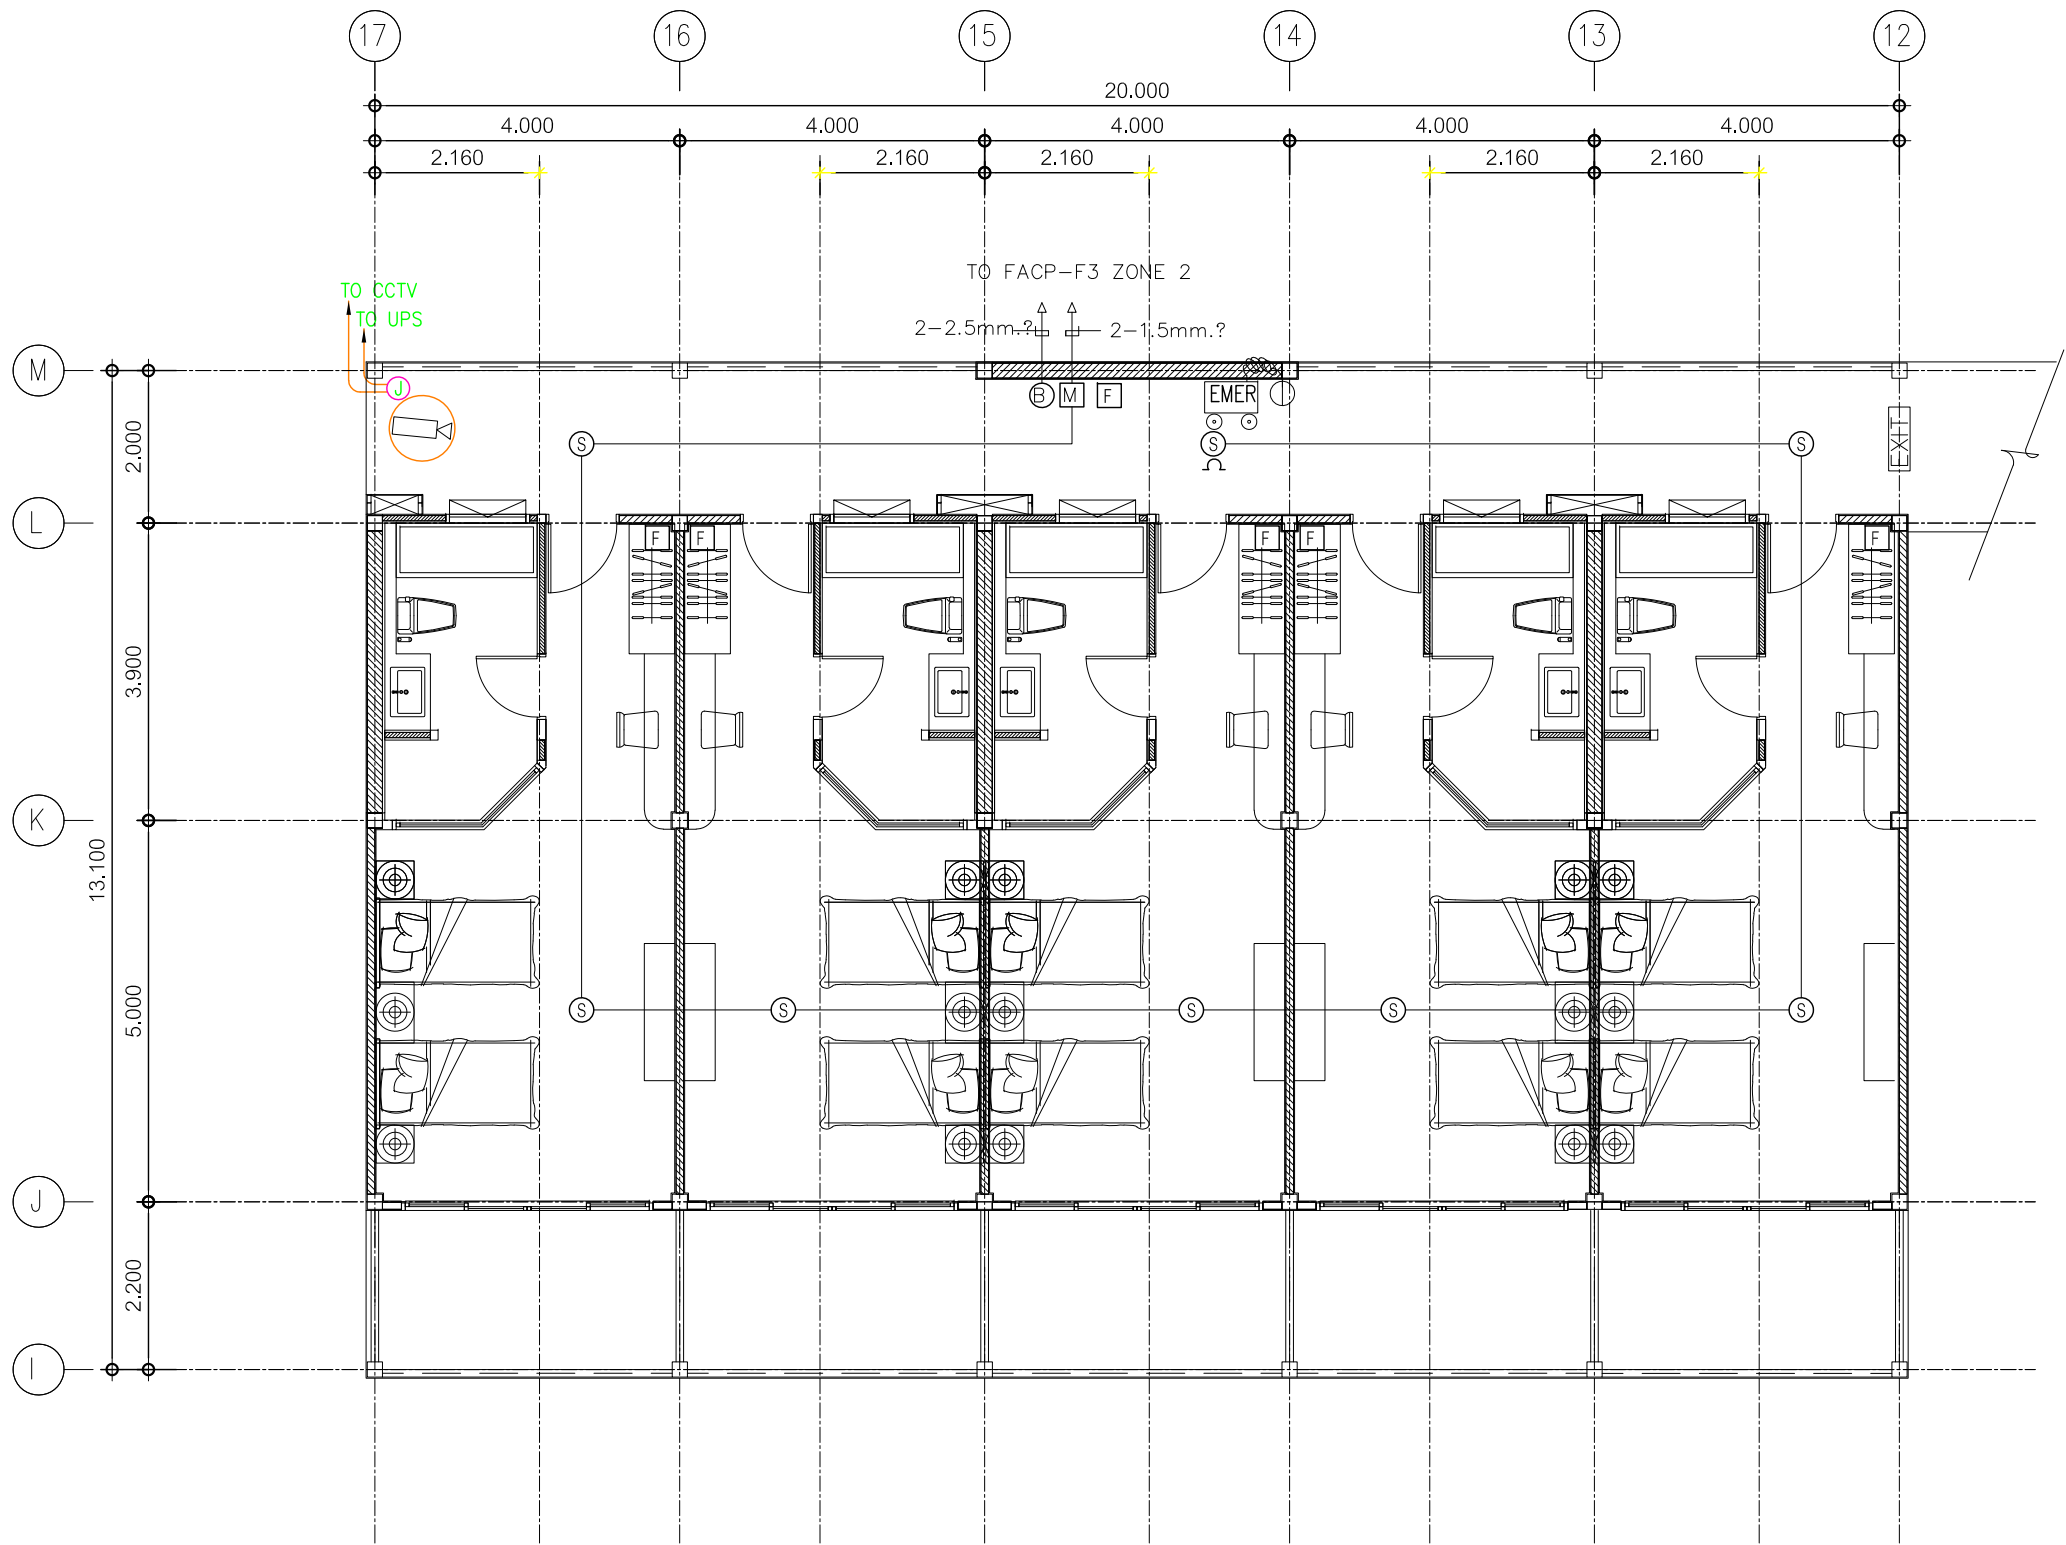 17 16 15 14 13 12
20.000
4.000 4.000 4.000 4.000 4.000
2.160 2.160 2.160 2.160 2.160
TO FACP-F3 ZONE 2
TO CCTV
TO UPS
2-2.5mm.? 2-1.5mm.?
M
J
B M F EMER
S S S
EXIT
2.000
L
F F F F F
3.900
K
13.100
5.000
S S S S S
J
2.200
I